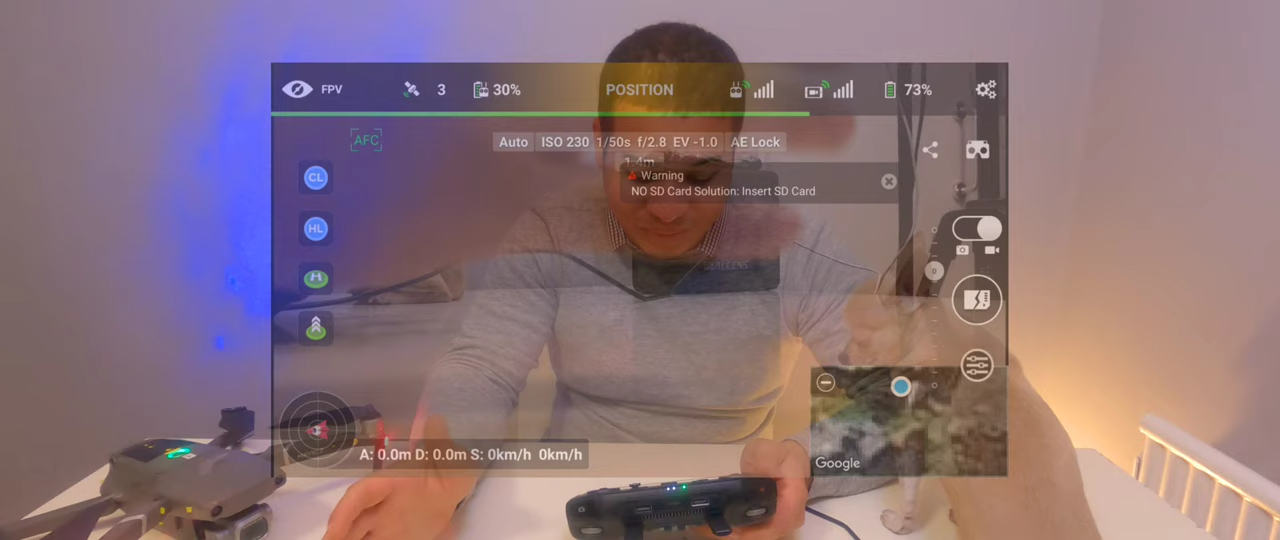 FPV 3 30% POSITION 73%
AFC
Auto ISO 230 1/50s f/2.8 EV -1.0 AE Lock
1.4m
Warning
NO SD Card Solution: Insert SD Card
CL
HL
H
0
A: 0.0m D: 0.0m S: 0km/h 0km/h
Google